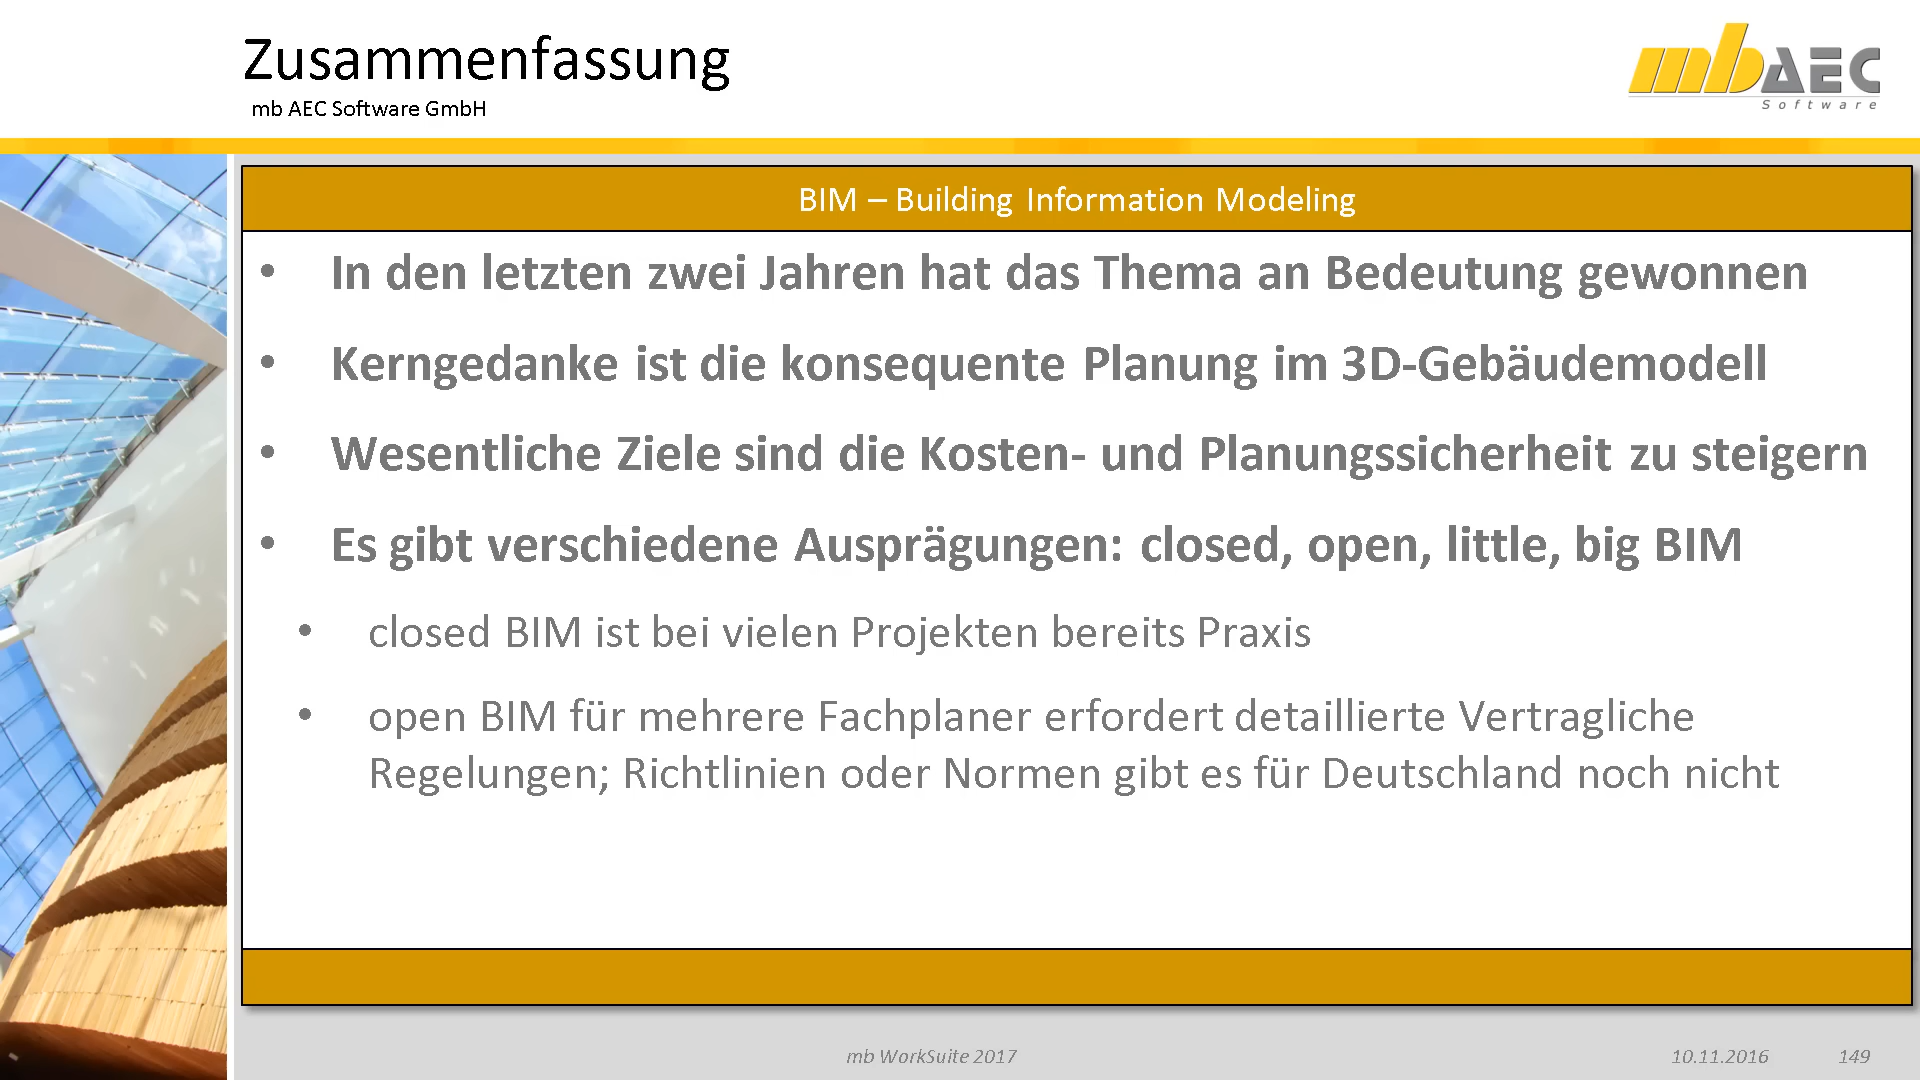 Zusammenfassung
mb AEC Software GmbH
mb AEC
Software
BIM – Building Information Modeling
• In den letzten zwei Jahren hat das Thema an Bedeutung gewonnen
• Kerngedanke ist die konsequente Planung im 3D-Gebäudemodell
• Wesentliche Ziele sind die Kosten- und Planungssicherheit zu steigern
• Es gibt verschiedene Ausprägungen: closed, open, little, big BIM
• closed BIM ist bei vielen Projekten bereits Praxis
• open BIM für mehrere Fachplaner erfordert detaillierte Vertragliche
Regelungen; Richtlinien oder Normen gibt es für Deutschland noch nicht
mb WorkSuite 2017
10.11.2016
149